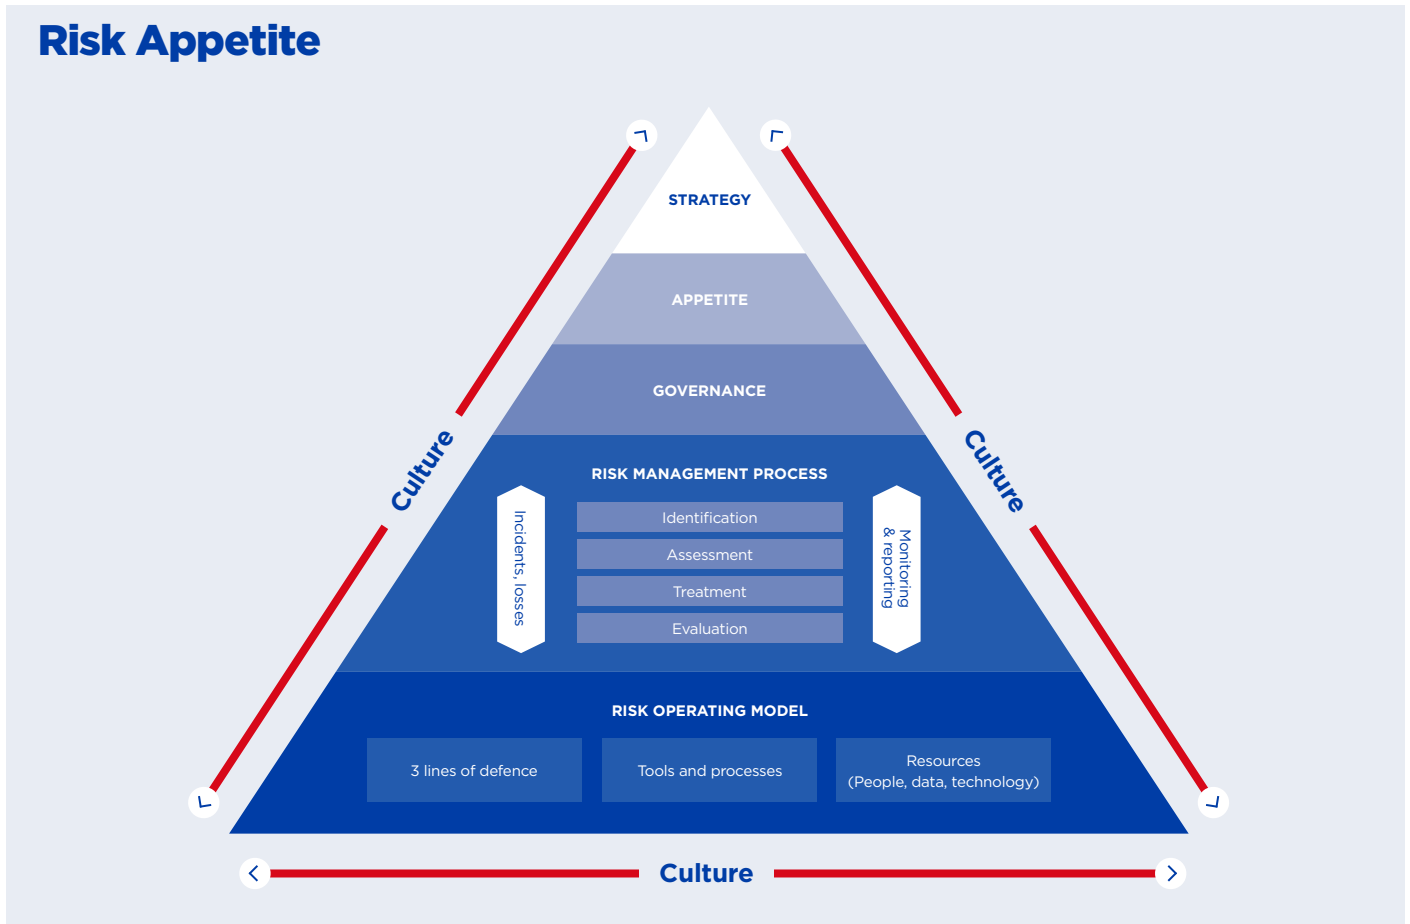 Risk Appetite
STRATEGY
APPETITE
GOVERNANCE
Culture
Culture
RISK MANAGEMENT PROCESS
Incidents, losses
Identification
Assessment
Treatment
Evaluation
Monitoring
& reporting
RISK OPERATING MODEL
3 lines of defence
Tools and processes
Resources
(People, data, technology)
Culture